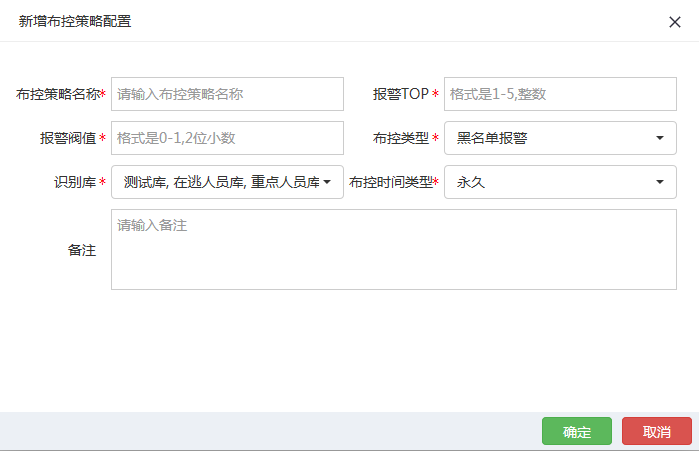 新增布控策略配置
布控策略名称* 请输入布控策略名称 报警TOP * 格式是1-5,整数
报警阀值 * 格式是0-1,2位小数 布控类型 * 黑名单报警
识别库 * 测试库, 在逃人员库, 重点人员库 布控时间类型* 永久
备注 请输入备注
确定 取消